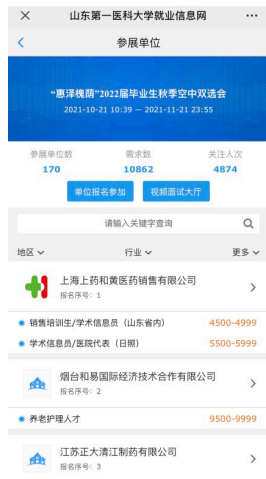 山东第一医科大学就业信息网
参展单位
“惠泽槐荫”2022届毕业生秋季空中双选会
2021-10-21 10:39 — 2021-11-21 23:55
参展单位数 需求数 关注人次
170 10862 4874
单位报名参加 视频面试大厅
请输入关键字查询
地区 行业 更多
上海上药和黄医药销售有限公司
报名序号：1
销售培训生/学术信息员（山东省内） 4500-4999
学术信息员/医院代表（日照） 5500-5999
烟台和易国际经济技术合作有限公司
报名序号：2
养老护理人才 9500-9999
江苏正大清江制药有限公司
报名序号：3